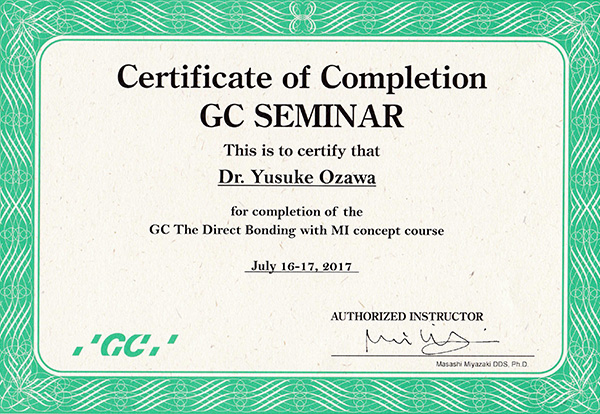 Certificate of Completion
GC SEMINAR
This is to certify that
Dr. Yusuke Ozawa
for completion of the
GC The Direct Bonding with MI concept course
July 16-17, 2017
AUTHORIZED INSTRUCTOR
Masashi Miyazaki DDS, Ph.D.
GC